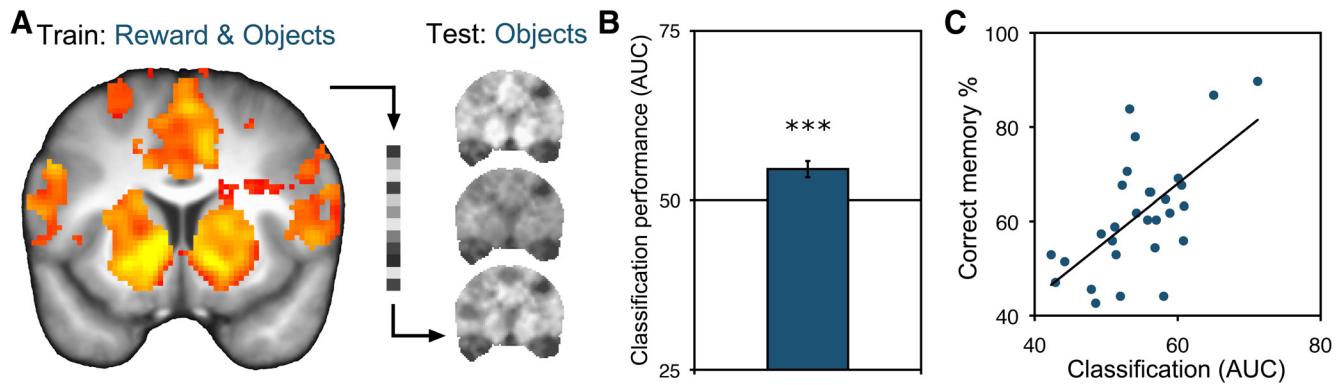 A
Train: Reward & Objects
Test: Objects
B
Classification performance (AUC)
75
50
25
***
C
Correct memory %
100
80
60
40
40
60
80
Classification (AUC)